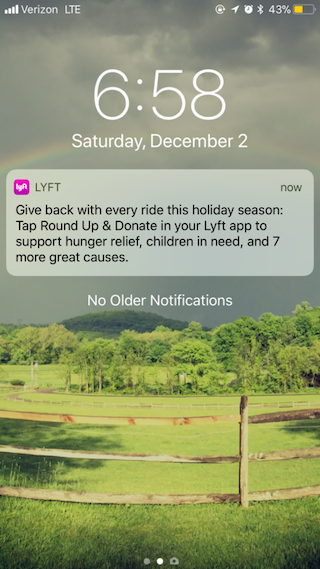 Verizon LTE 43%
6:58
Saturday, December 2
lyft LYFT now
Give back with every ride this holiday season:
Tap Round Up & Donate in your Lyft app to
support hunger relief, children in need, and 7
more great causes.
No Older Notifications